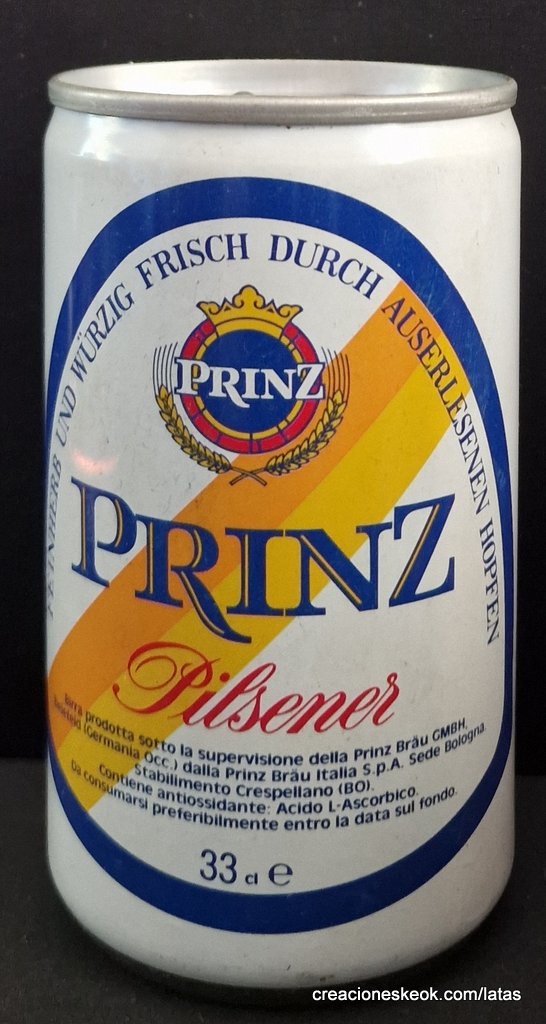 FEINHERB UND WÜRZIG FRISCH DURCH AUSERLESENEN HOPFEN
PRINZ
PRINZ
Pilsener
Birra prodotta sotto la supervisione della Prinz Bräu GMBH,
(Germania Occ.) dalla Prinz Bräu Italia S.p.A. Sede Bologna.
Stabilimento Crespellano (BO).
Contiene antiossidante: Acido L-Ascorbico.
Da consumarsi preferibilmente entro la data sul fondo.
33 cl e
creacioneskeok.com/latas